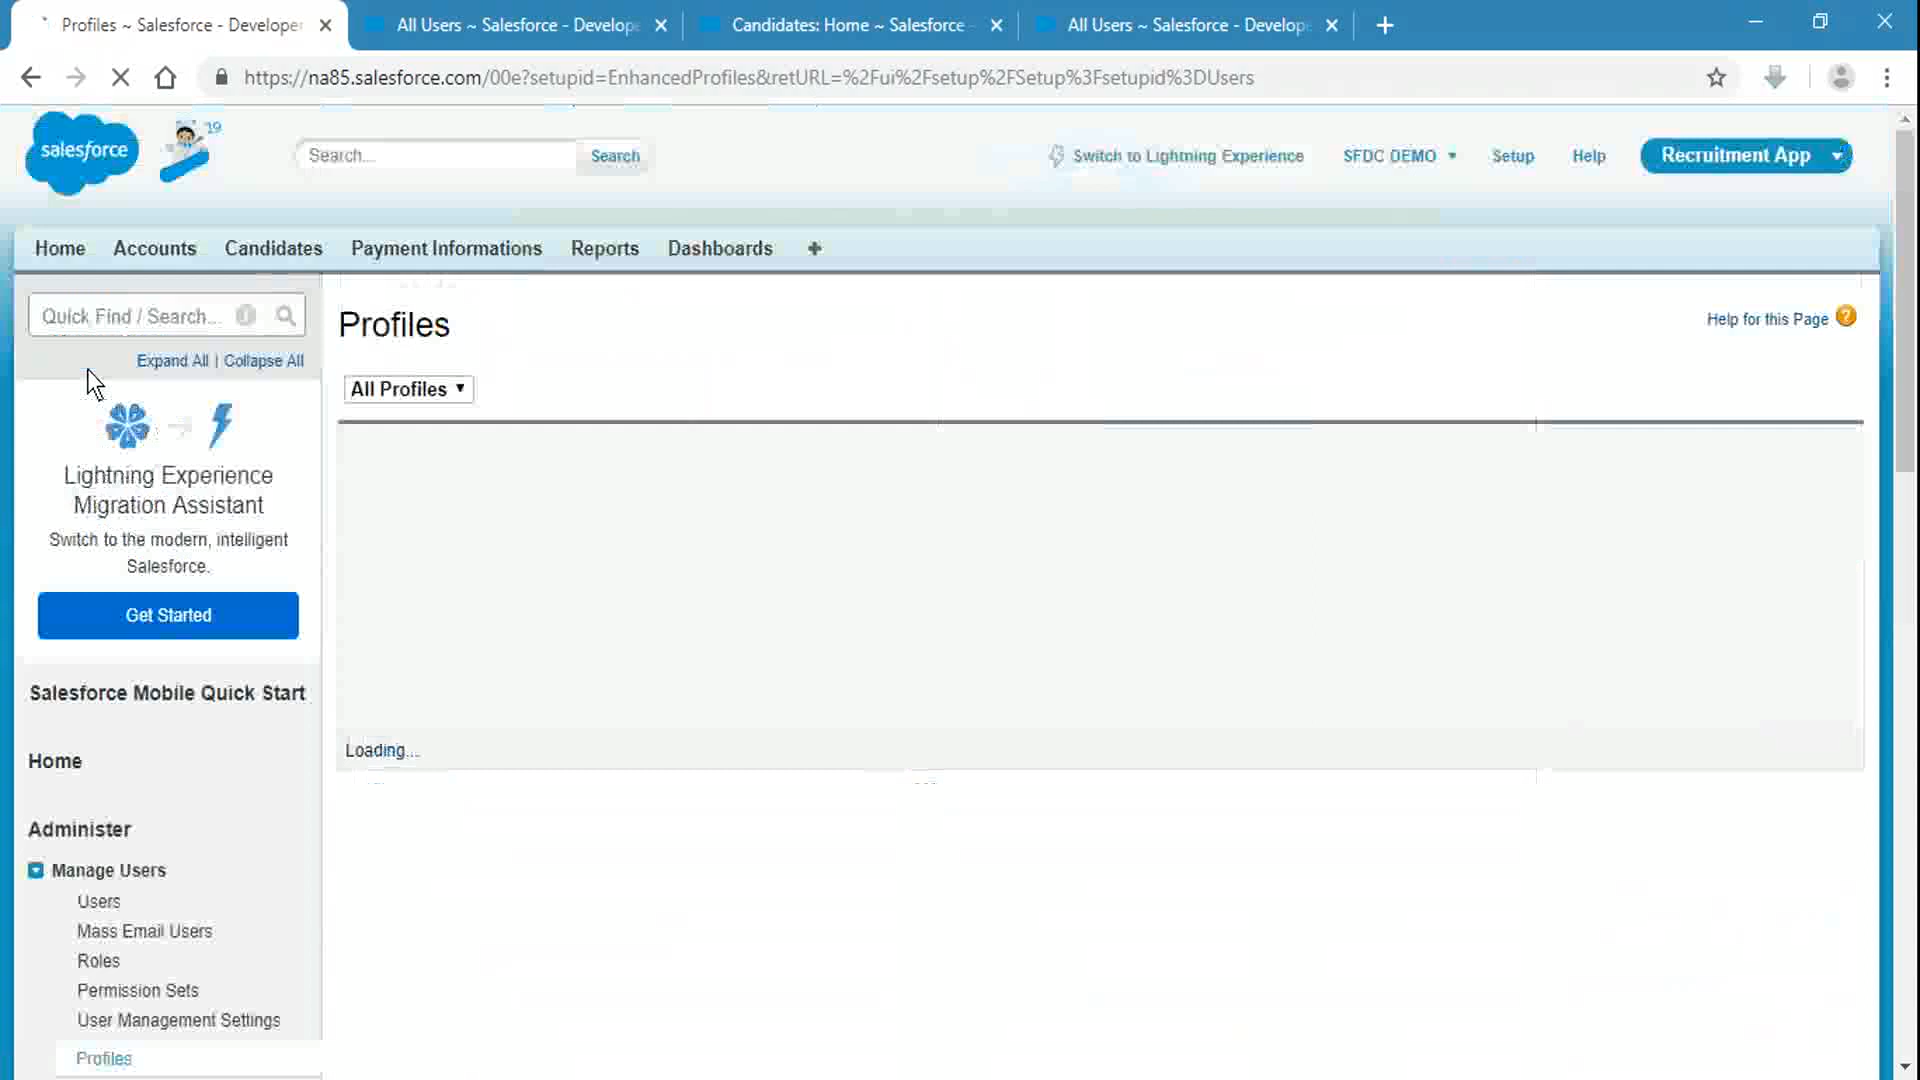 Profiles ~ Salesforce - Developer
All Users ~ Salesforce - Develope
Candidates: Home ~ Salesforce -
All Users ~ Salesforce - Develope
https://na85.salesforce.com/00e?setupid=EnhancedProfiles&retURL=%2Fui%2Fsetup%2FSetup%3Fsetupid%3DUsers
salesforce
'19
Search...
Search
Switch to Lightning Experience
SFDC DEMO
Setup
Help
Recruitment App
Home
Accounts
Candidates
Payment Informations
Reports
Dashboards
Quick Find / Search...
Expand All | Collapse All
Lightning Experience
Migration Assistant
Switch to the modern, intelligent
Salesforce.
Get Started
Salesforce Mobile Quick Start
Home
Administer
Manage Users
Users
Mass Email Users
Roles
Permission Sets
User Management Settings
Profiles
Profiles
Help for this Page
All Profiles
Loading...